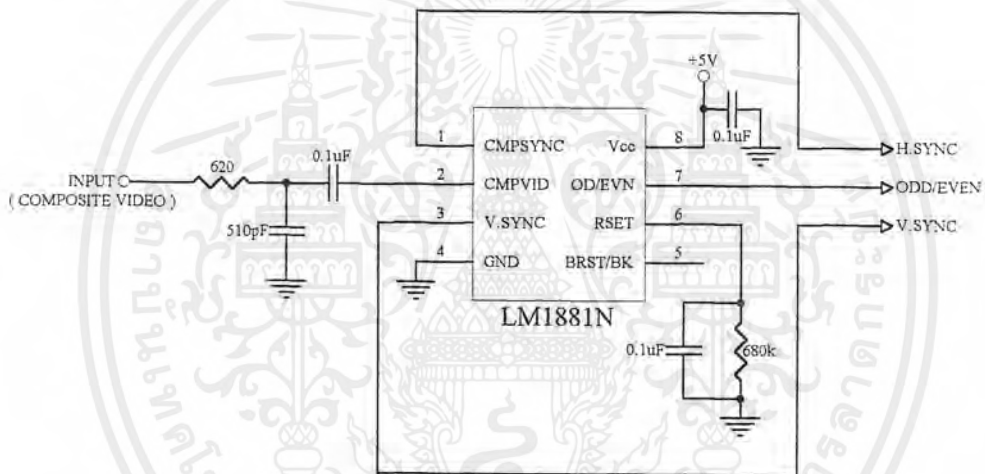 +5V
0.1uF
1 CMPSYNC Vcc 8
H.SYNC
620
0.1uF
INPUT
( COMPOSITE VIDEO )
2 CMPVID OD/EVN 7
ODD/EVEN
510pF
3 V.SYNC RSET 6
V.SYNC
4 GND BRST/BK 5
LM1881N
0.1uF
680k